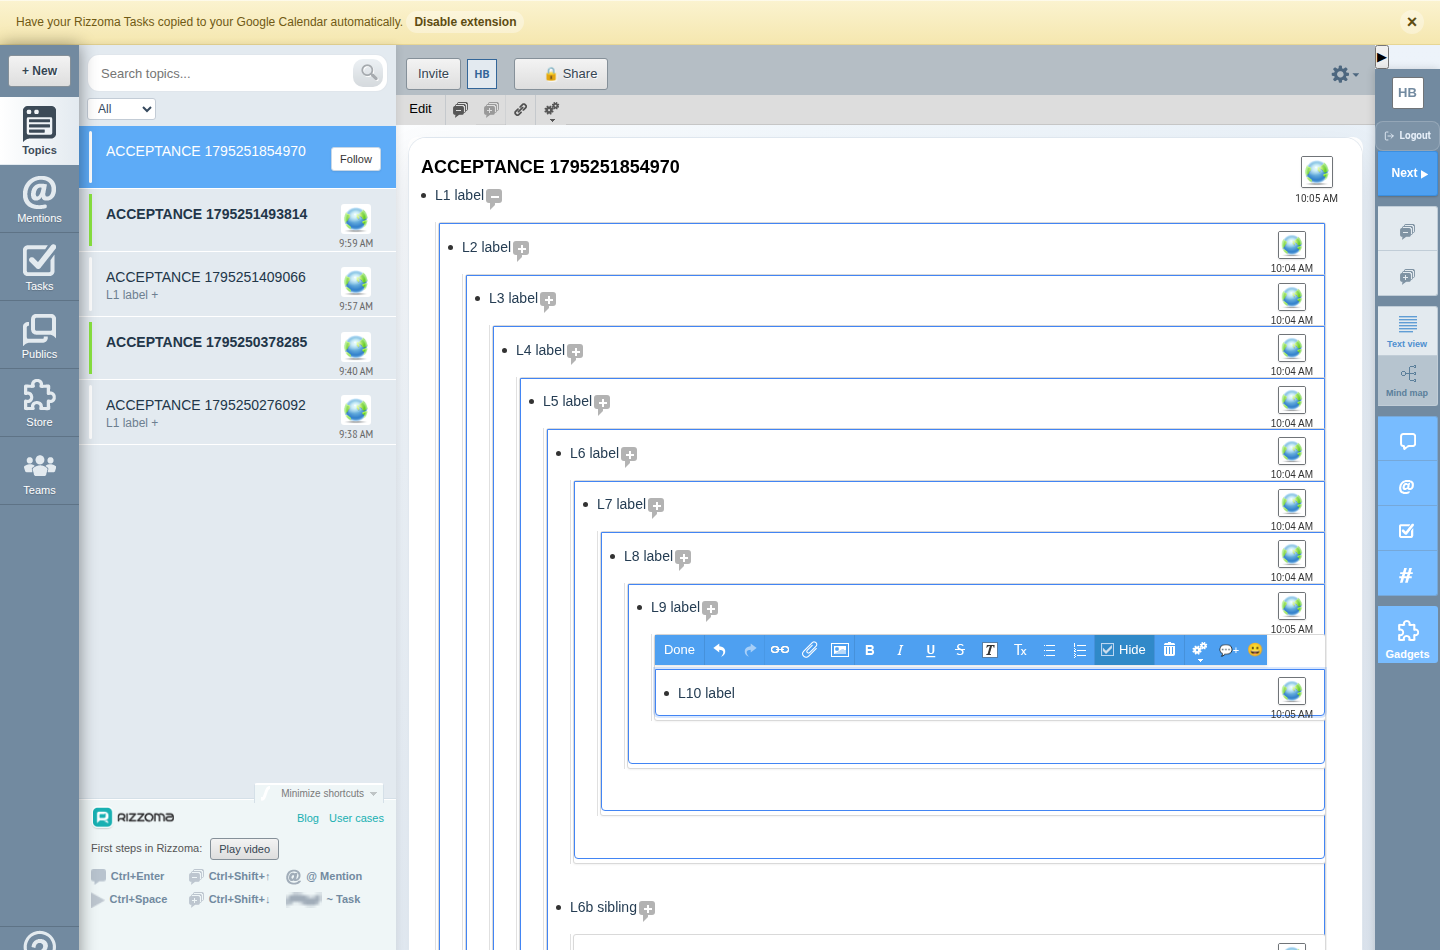 Have your Rizzoma Tasks copied to your Google Calendar automatically. Disable extension
+ New
Topics
Mentions
Tasks
Publics
Store
Teams
Search topics...
All
ACCEPTANCE 1795251854970
Follow
ACCEPTANCE 1795251493814
9:59 AM
ACCEPTANCE 1795251409066
L1 label +
9:57 AM
ACCEPTANCE 1795250378285
9:40 AM
ACCEPTANCE 1795250276092
L1 label +
9:38 AM
Minimize shortcuts
RIZZOMA
Blog User cases
First steps in Rizzoma: Play video
Ctrl+Enter Ctrl+Shift+↑ @ Mention
Ctrl+Space Ctrl+Shift+↓ ~ Task
Invite HB Share
Edit
ACCEPTANCE 1795251854970
10:05 AM
L1 label
L2 label
10:04 AM
L3 label
10:04 AM
L4 label
10:04 AM
L5 label
10:04 AM
L6 label
10:04 AM
L7 label
10:04 AM
L8 label
10:04 AM
L9 label
10:05 AM
Done B I U S T Tx Hide
L10 label
10:05 AM
L6b sibling
HB
Logout
Next
Text view
Mind map
@
#
Gadgets